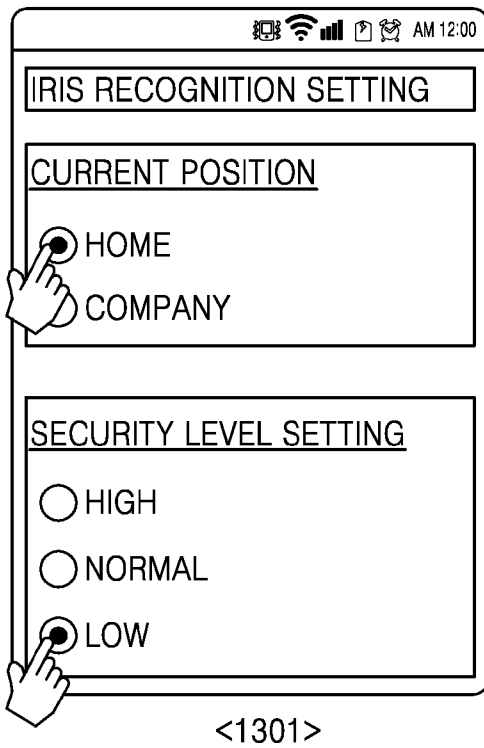 AM 12:00
IRIS RECOGNITION SETTING
CURRENT POSITION
HOME
COMPANY
SECURITY LEVEL SETTING
HIGH
NORMAL
LOW
<1301>